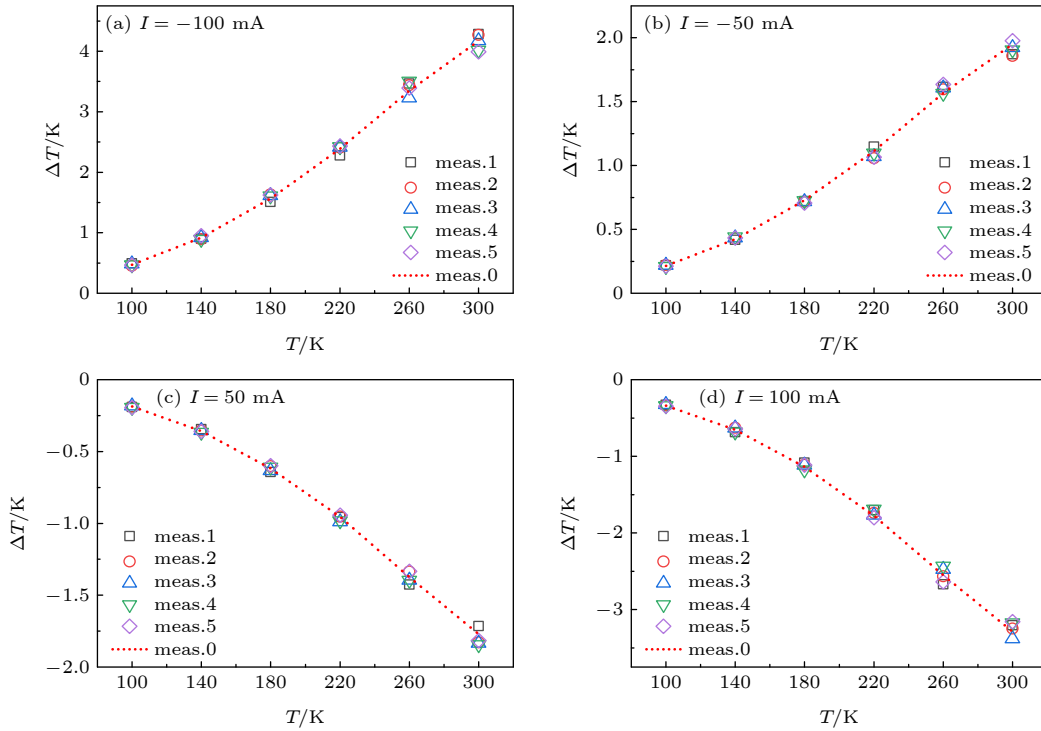 (a) I = −100 mA
4
3
2
1
0
ΔT/K
meas.1
meas.2
meas.3
meas.4
meas.5
meas.0
100 140 180 220 260 300
T/K
(b) I = −50 mA
2.0
1.5
1.0
0.5
0
ΔT/K
meas.1
meas.2
meas.3
meas.4
meas.5
meas.0
100 140 180 220 260 300
T/K
(c) I = 50 mA
0
−0.5
−1.0
−1.5
−2.0
ΔT/K
meas.1
meas.2
meas.3
meas.4
meas.5
meas.0
100 140 180 220 260 300
T/K
(d) I = 100 mA
0
−1
−2
−3
ΔT/K
meas.1
meas.2
meas.3
meas.4
meas.5
meas.0
100 140 180 220 260 300
T/K